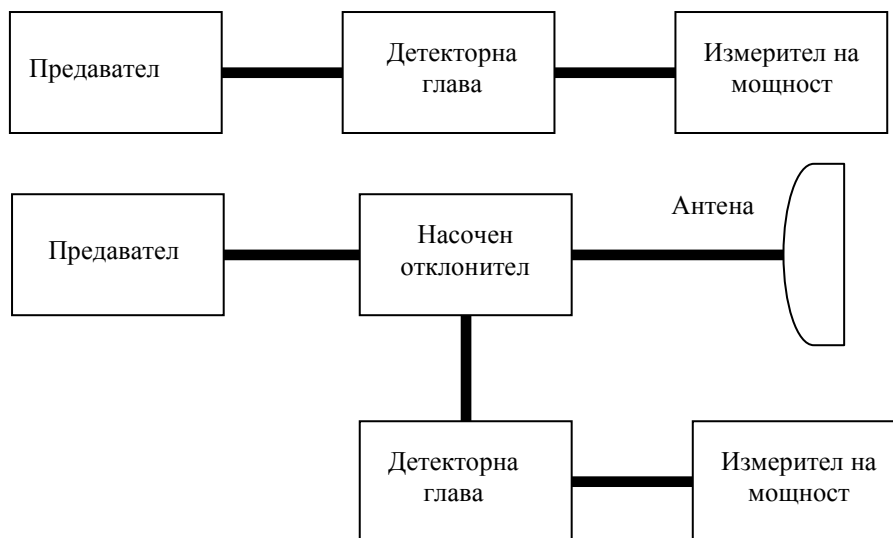 Предавател
Детекторна
глава
Измерител на
мощност
Предавател
Насочен
отклонител
Антена
Детекторна
глава
Измерител на
мощност